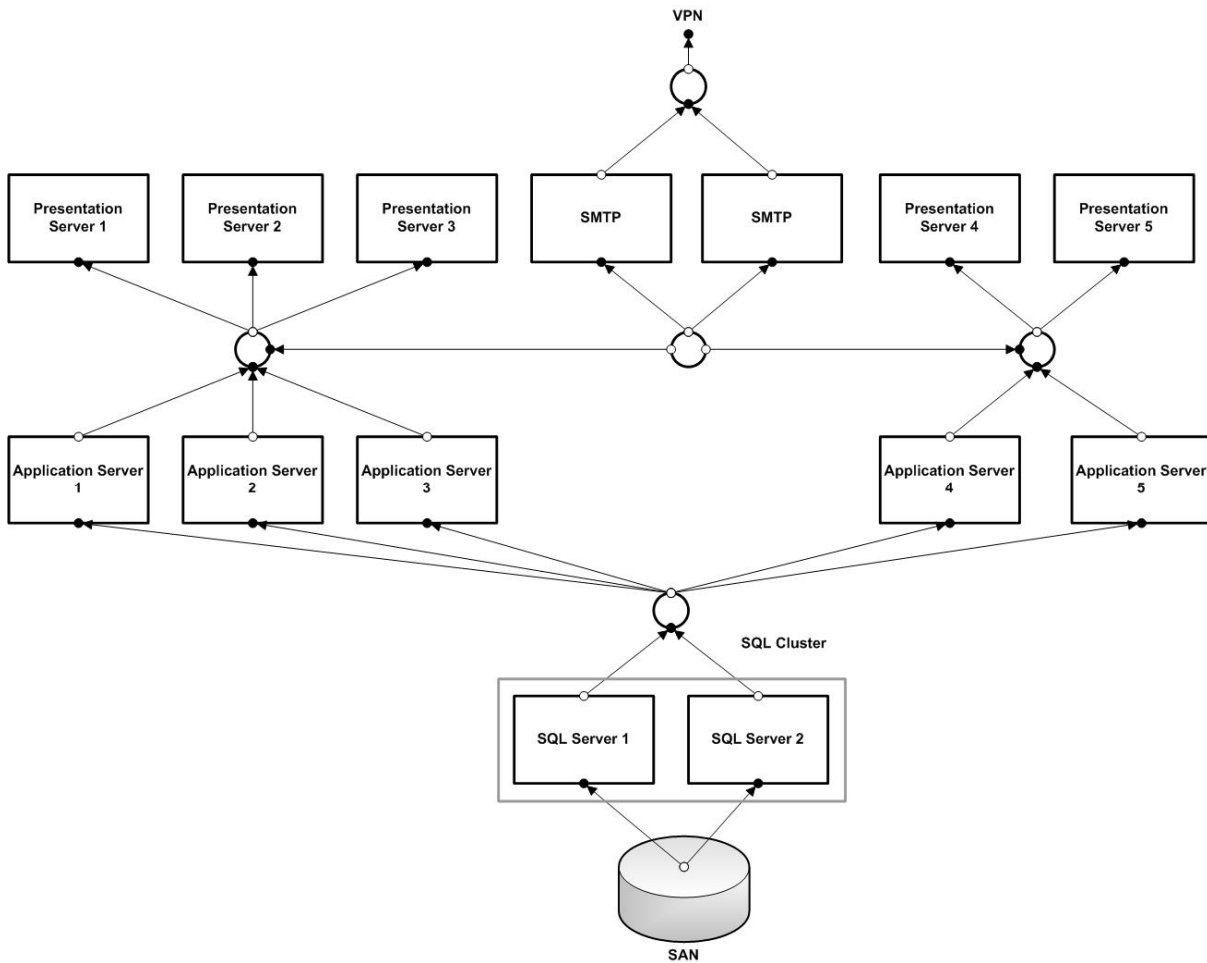 VPN
Presentation
Server 1
Presentation
Server 2
Presentation
Server 3
SMTP
SMTP
Presentation
Server 4
Presentation
Server 5
Application Server
1
Application Server
2
Application Server
3
Application Server
4
Application Server
5
SQL Cluster
SQL Server 1
SQL Server 2
SAN